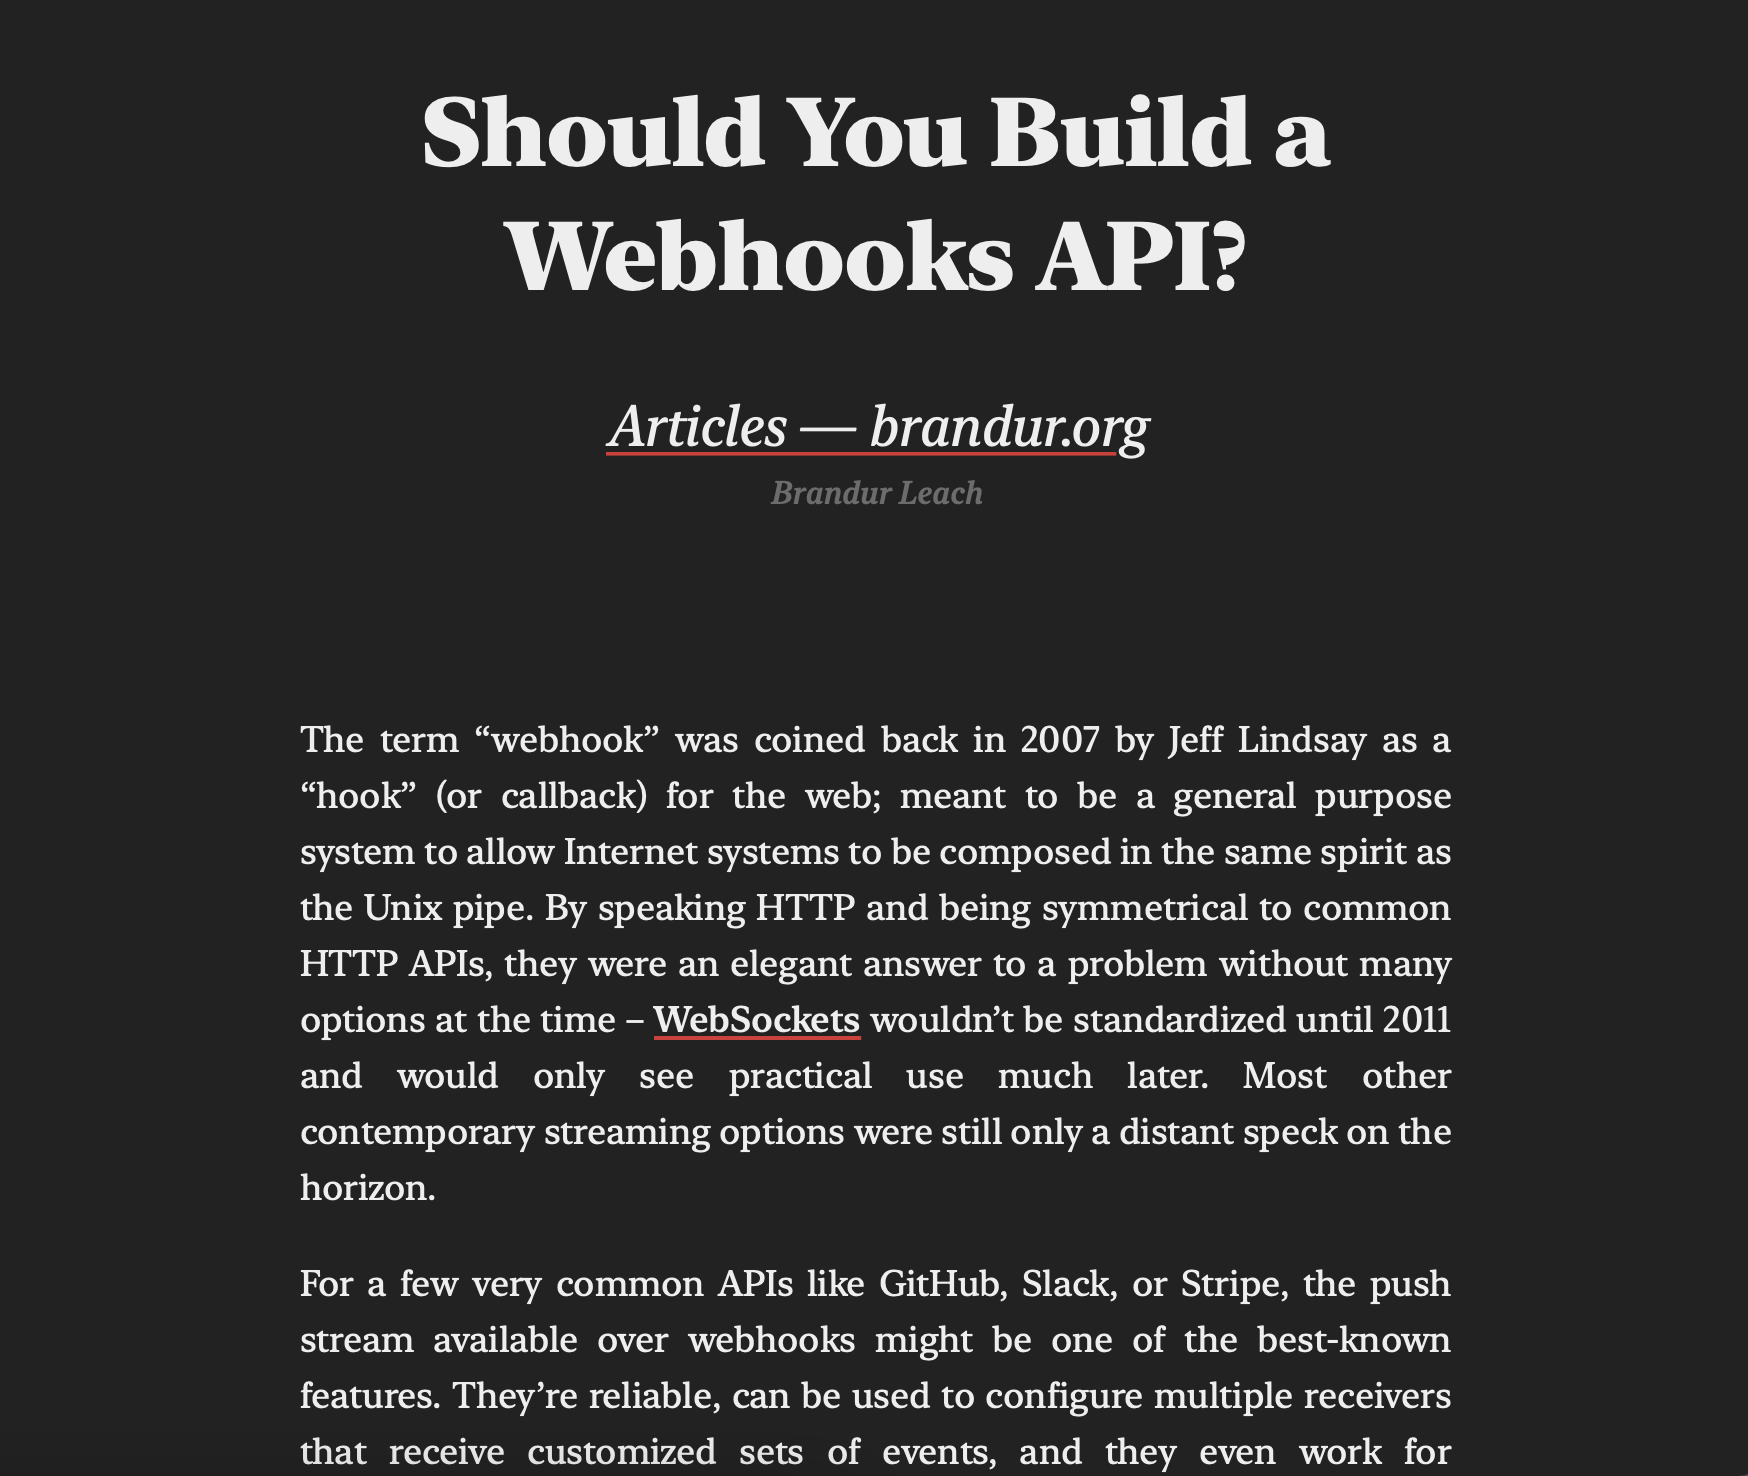 Should You Build a
Webhooks API?
Articles — brandur.org
Brandur Leach
The term “webhook” was coined back in 2007 by Jeff Lindsay as a
“hook” (or callback) for the web; meant to be a general purpose
system to allow Internet systems to be composed in the same spirit as
the Unix pipe. By speaking HTTP and being symmetrical to common
HTTP APIs, they were an elegant answer to a problem without many
options at the time – WebSockets wouldn’t be standardized until 2011
and would only see practical use much later. Most other
contemporary streaming options were still only a distant speck on the
horizon.
For a few very common APIs like GitHub, Slack, or Stripe, the push
stream available over webhooks might be one of the best-known
features. They’re reliable, can be used to configure multiple receivers
that receive customized sets of events, and they even work for